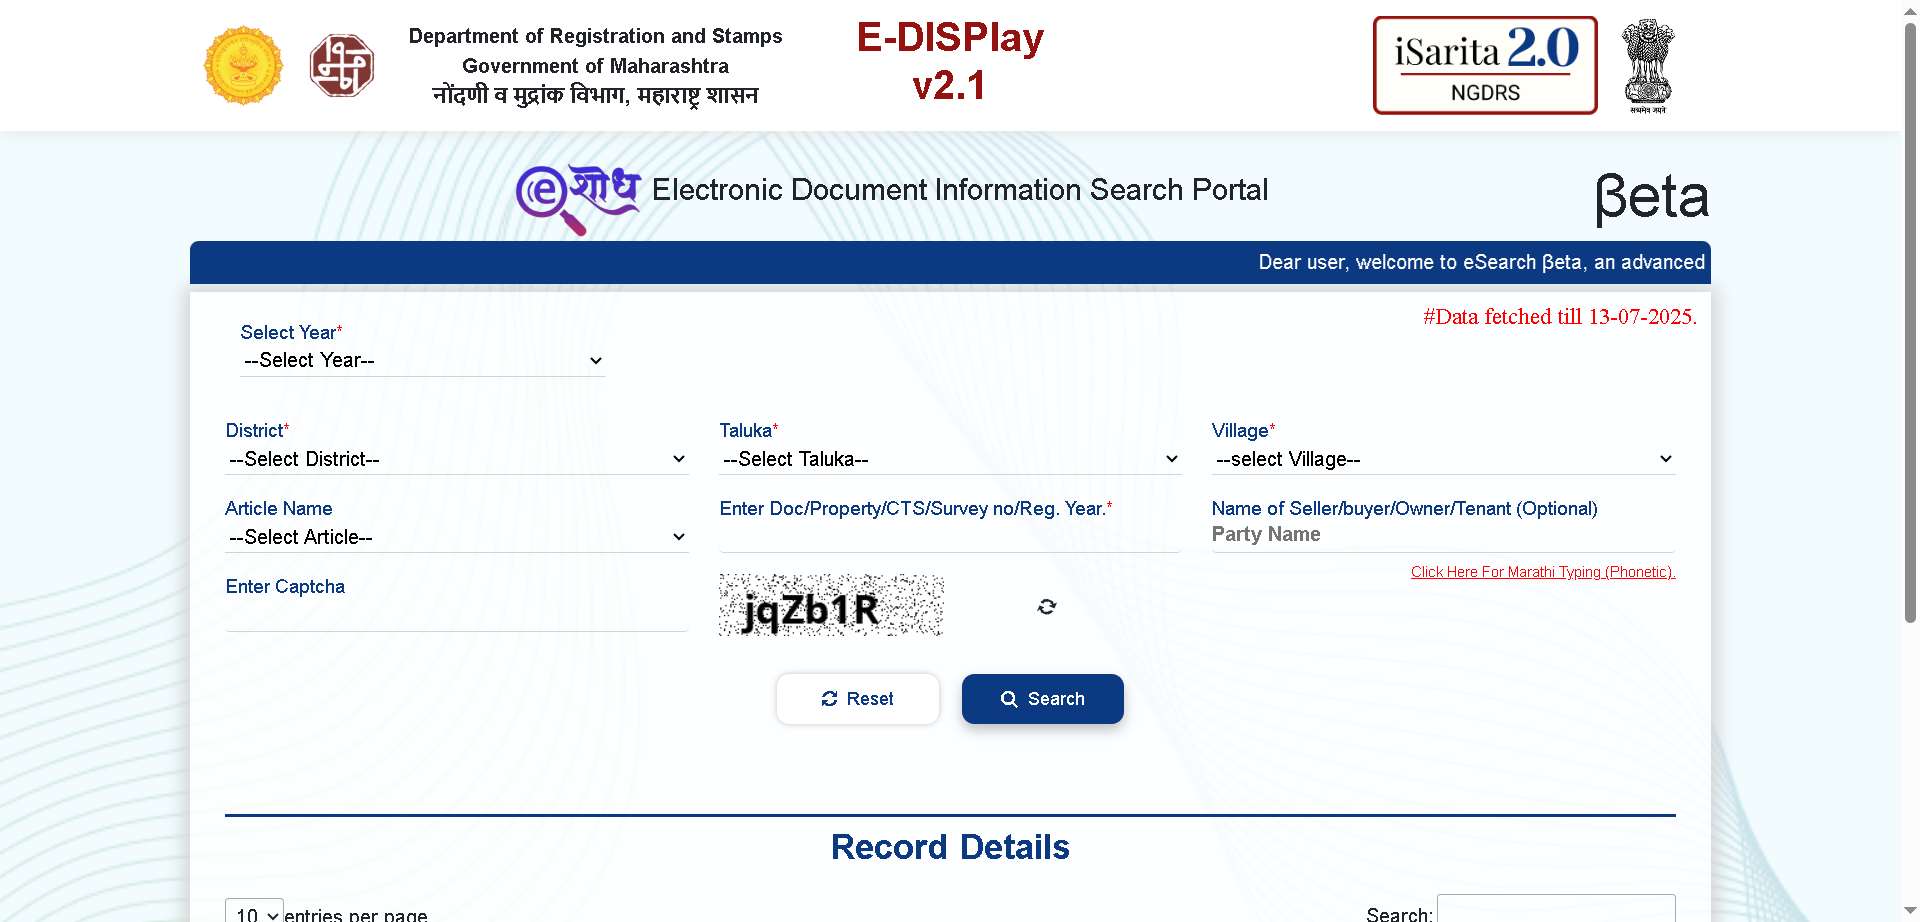 Department of Registration and Stamps
Government of Maharashtra
नोंदणी व मुद्रांक विभाग, महाराष्ट्र शासन
E-DISPlay
v2.1
iSarita 2.0
NGDRS
सत्यमेव जयते
eशोध Electronic Document Information Search Portal
βeta
Dear user, welcome to eSearch βeta, an advanced
#Data fetched till 13-07-2025.
Select Year*
--Select Year--
District* Taluka* Village*
--Select District-- --Select Taluka-- --select Village--
Article Name Enter Doc/Property/CTS/Survey no/Reg. Year.* Name of Seller/buyer/Owner/Tenant (Optional)
--Select Article-- Party Name
Click Here For Marathi Typing (Phonetic).
Enter Captcha
jqZb1R
Reset Search
Record Details
10 entries per page Search: